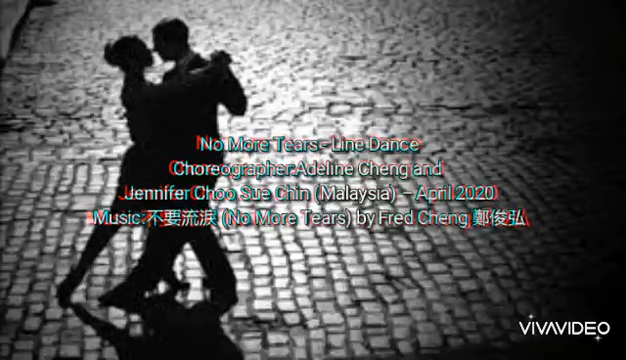 No More Tears - Line Dance
Choreographer:Adeline Cheng and
Jennifer Choo Sue Chin (Malaysia) – April 2020
Music:不要流淚 (No More Tears) by Fred Cheng 鄭俊弘
VIVAVIDEO